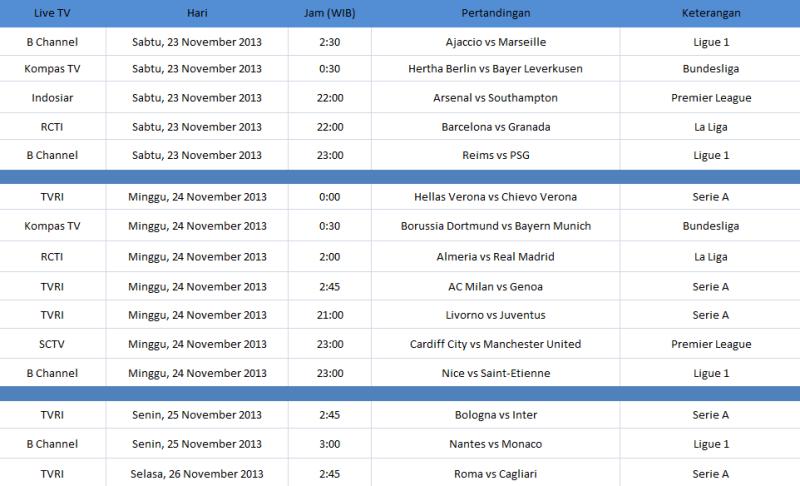 Live TV Hari Jam (WIB) Pertandingan Keterangan
B Channel Sabtu, 23 November 2013 2:30 Ajaccio vs Marseille Ligue 1
Kompas TV Sabtu, 23 November 2013 0:30 Hertha Berlin vs Bayer Leverkusen Bundesliga
Indosiar Sabtu, 23 November 2013 22:00 Arsenal vs Southampton Premier League
RCTI Sabtu, 23 November 2013 22:00 Barcelona vs Granada La Liga
B Channel Sabtu, 23 November 2013 23:00 Reims vs PSG Ligue 1
TVRI Minggu, 24 November 2013 0:00 Hellas Verona vs Chievo Verona Serie A
Kompas TV Minggu, 24 November 2013 0:30 Borussia Dortmund vs Bayern Munich Bundesliga
RCTI Minggu, 24 November 2013 2:00 Almeria vs Real Madrid La Liga
TVRI Minggu, 24 November 2013 2:45 AC Milan vs Genoa Serie A
TVRI Minggu, 24 November 2013 21:00 Livorno vs Juventus Serie A
SCTV Minggu, 24 November 2013 23:00 Cardiff City vs Manchester United Premier League
B Channel Minggu, 24 November 2013 23:00 Nice vs Saint-Etienne Ligue 1
TVRI Senin, 25 November 2013 2:45 Bologna vs Inter Serie A
B Channel Senin, 25 November 2013 3:00 Nantes vs Monaco Ligue 1
TVRI Selasa, 26 November 2013 2:45 Roma vs Cagliari Serie A